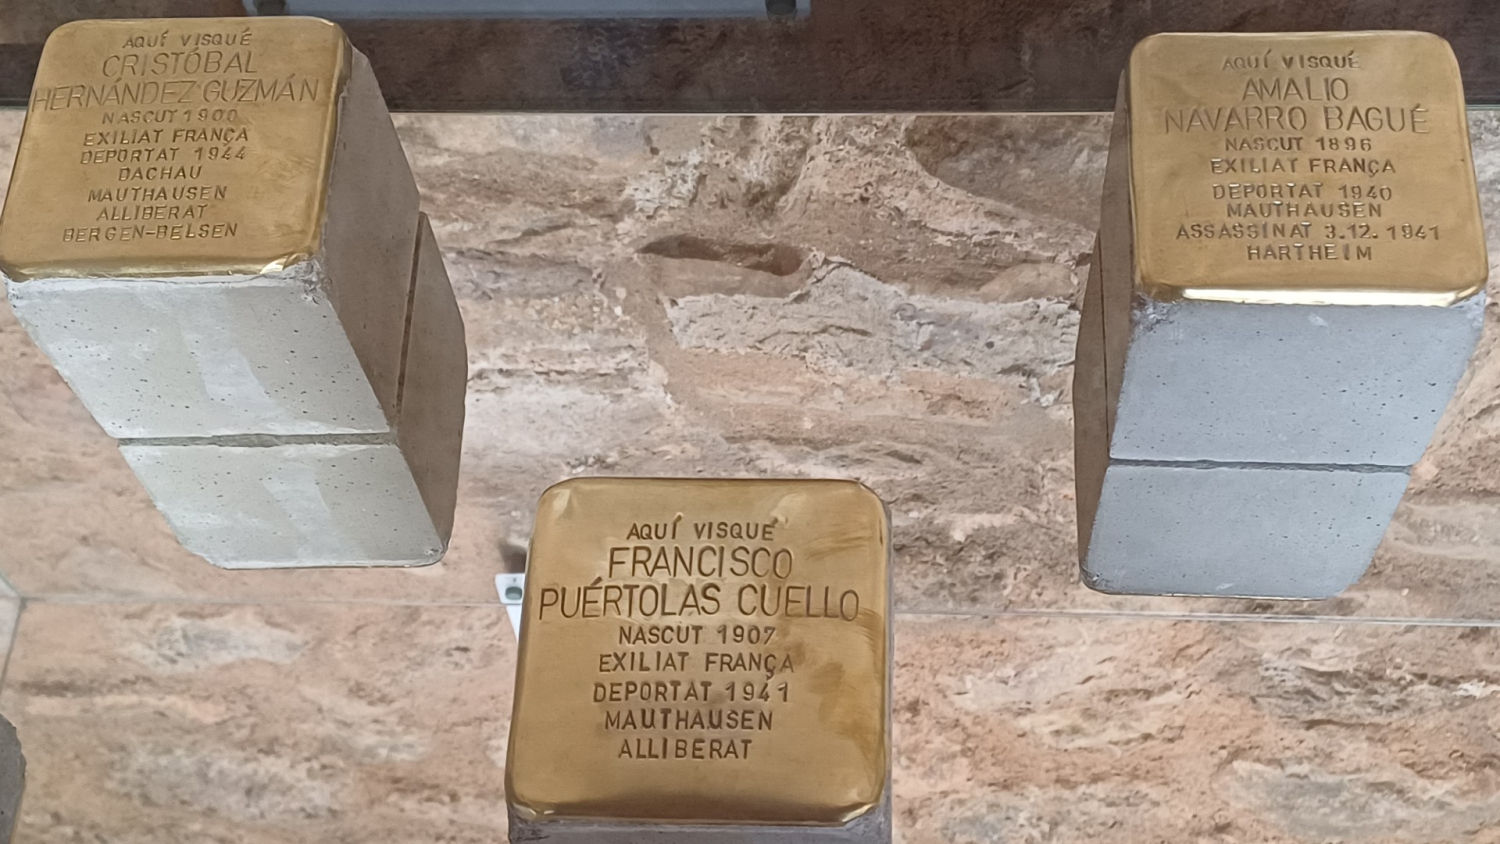 AQUÍ VISQUÉ
CRISTÓBAL
HERNÁNDEZ GUZMÁN
NASCUT 1900
EXILIAT FRANÇA
DEPORTAT 1944
DACHAU
MAUTHAUSEN
ALLIBERAT
BERGEN-BELSEN
AQUÍ VISQUÉ
AMALIO
NAVARRO BAGUÉ
NASCUT 1896
EXILIAT FRANÇA
DEPORTAT 1940
MAUTHAUSEN
ASSASSINAT 3.12.1941
HARTHEIM
AQUÍ VISQUÉ
FRANCISCO
PUÉRTOLAS CUELLO
NASCUT 1907
EXILIAT FRANÇA
DEPORTAT 1941
MAUTHAUSEN
ALLIBERAT